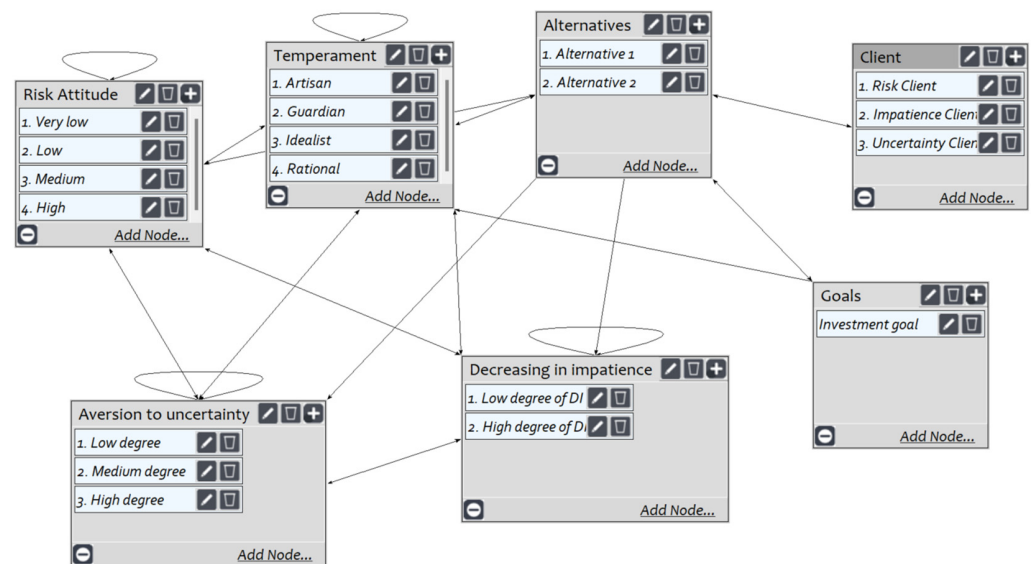 Risk Attitude
1. Very low
2. Low
3. Medium
4. High
Add Node...
Temperament
1. Artisan
2. Guardian
3. Idealist
4. Rational
Add Node...
Alternatives
1. Alternative 1
2. Alternative 2
Add Node...
Client
1. Risk Client
2. Impatience Client
3. Uncertainty Clien
Add Node...
Goals
Investment goal
Add Node...
Aversion to uncertainty
1. Low degree
2. Medium degree
3. High degree
Add Node...
Decreasing in impatience
1. Low degree of DI
2. High degree of DI
Add Node...